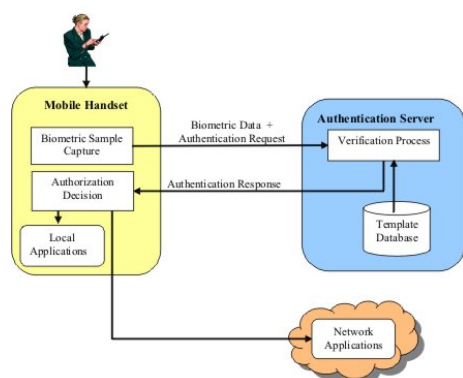 Mobile Handset
Biometric Sample
Capture
Authorization
Decision
Local
Applications
Biometric Data +
Authentication Request
Authentication Response
Authentication Server
Verification Process
Template
Database
Network
Applications